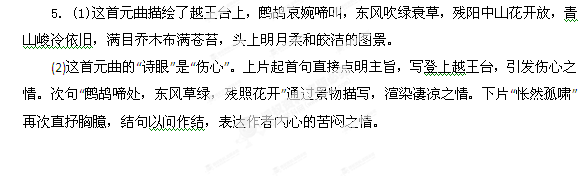 5. (1)这首元曲描绘了越王台上，鹧鸪哀婉啼叫，东风吹绿衰草，残阳中山花开放，青
山峻冷依旧，满目乔木布满苍苔，头上明月柔和皎洁的图景。
(2)这首元曲的“诗眼”是“伤心”。上片起首句直接点明主旨，写登上越王台，引发伤心之
情。次句“鹧鸪啼处，东风草绿，残照花开”通过景物描写，渲染凄凉之情。下片“怅然孤啸”
再次直抒胸臆，结句以问作结，表达作者内心的苦闷之情。